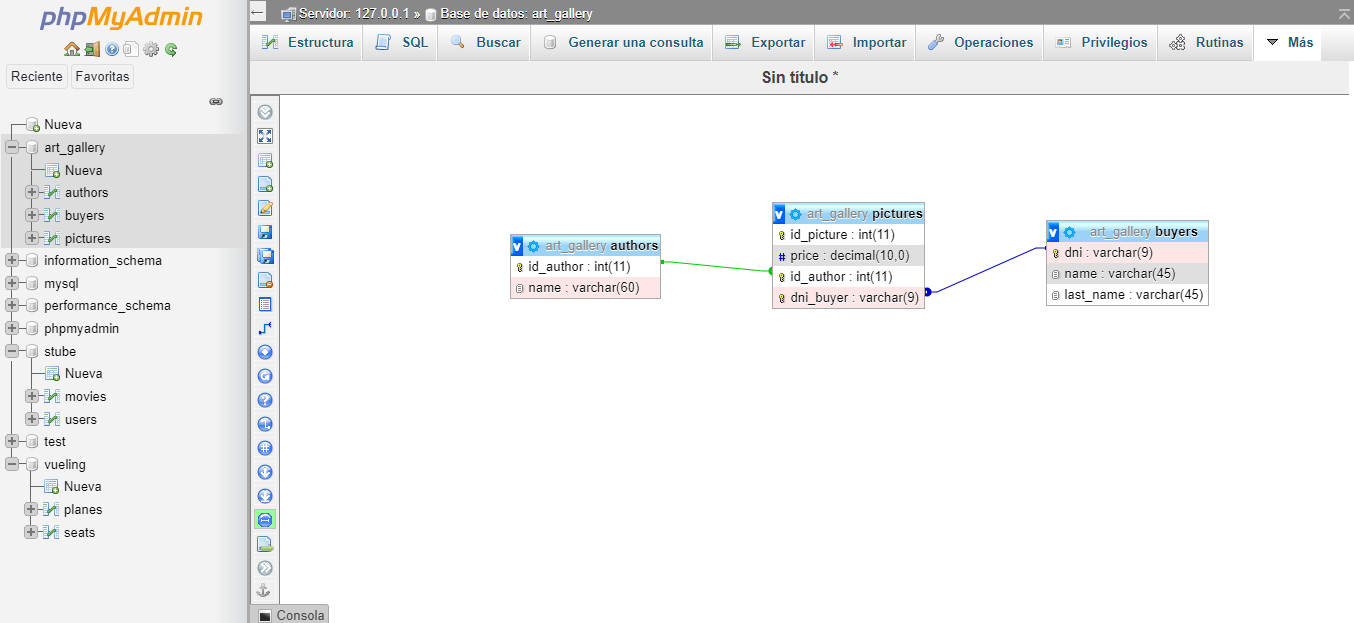 phpMyAdmin
Reciente Favoritas
Nueva
art_gallery
Nueva
authors
buyers
pictures
information_schema
mysql
performance_schema
phpmyadmin
stube
Nueva
movies
users
test
vueling
Nueva
planes
seats
Servidor: 127.0.0.1 » Base de datos: art_gallery
Estructura SQL Buscar Generar una consulta Exportar Importar Operaciones Privilegios Rutinas Más
Sin título *
v art_gallery authors
id_author : int(11)
name : varchar(60)
v art_gallery pictures
id_picture : int(11)
# price : decimal(10,0)
id_author : int(11)
dni_buyer : varchar(9)
v art_gallery buyers
dni : varchar(9)
name : varchar(45)
last_name : varchar(45)
Consola